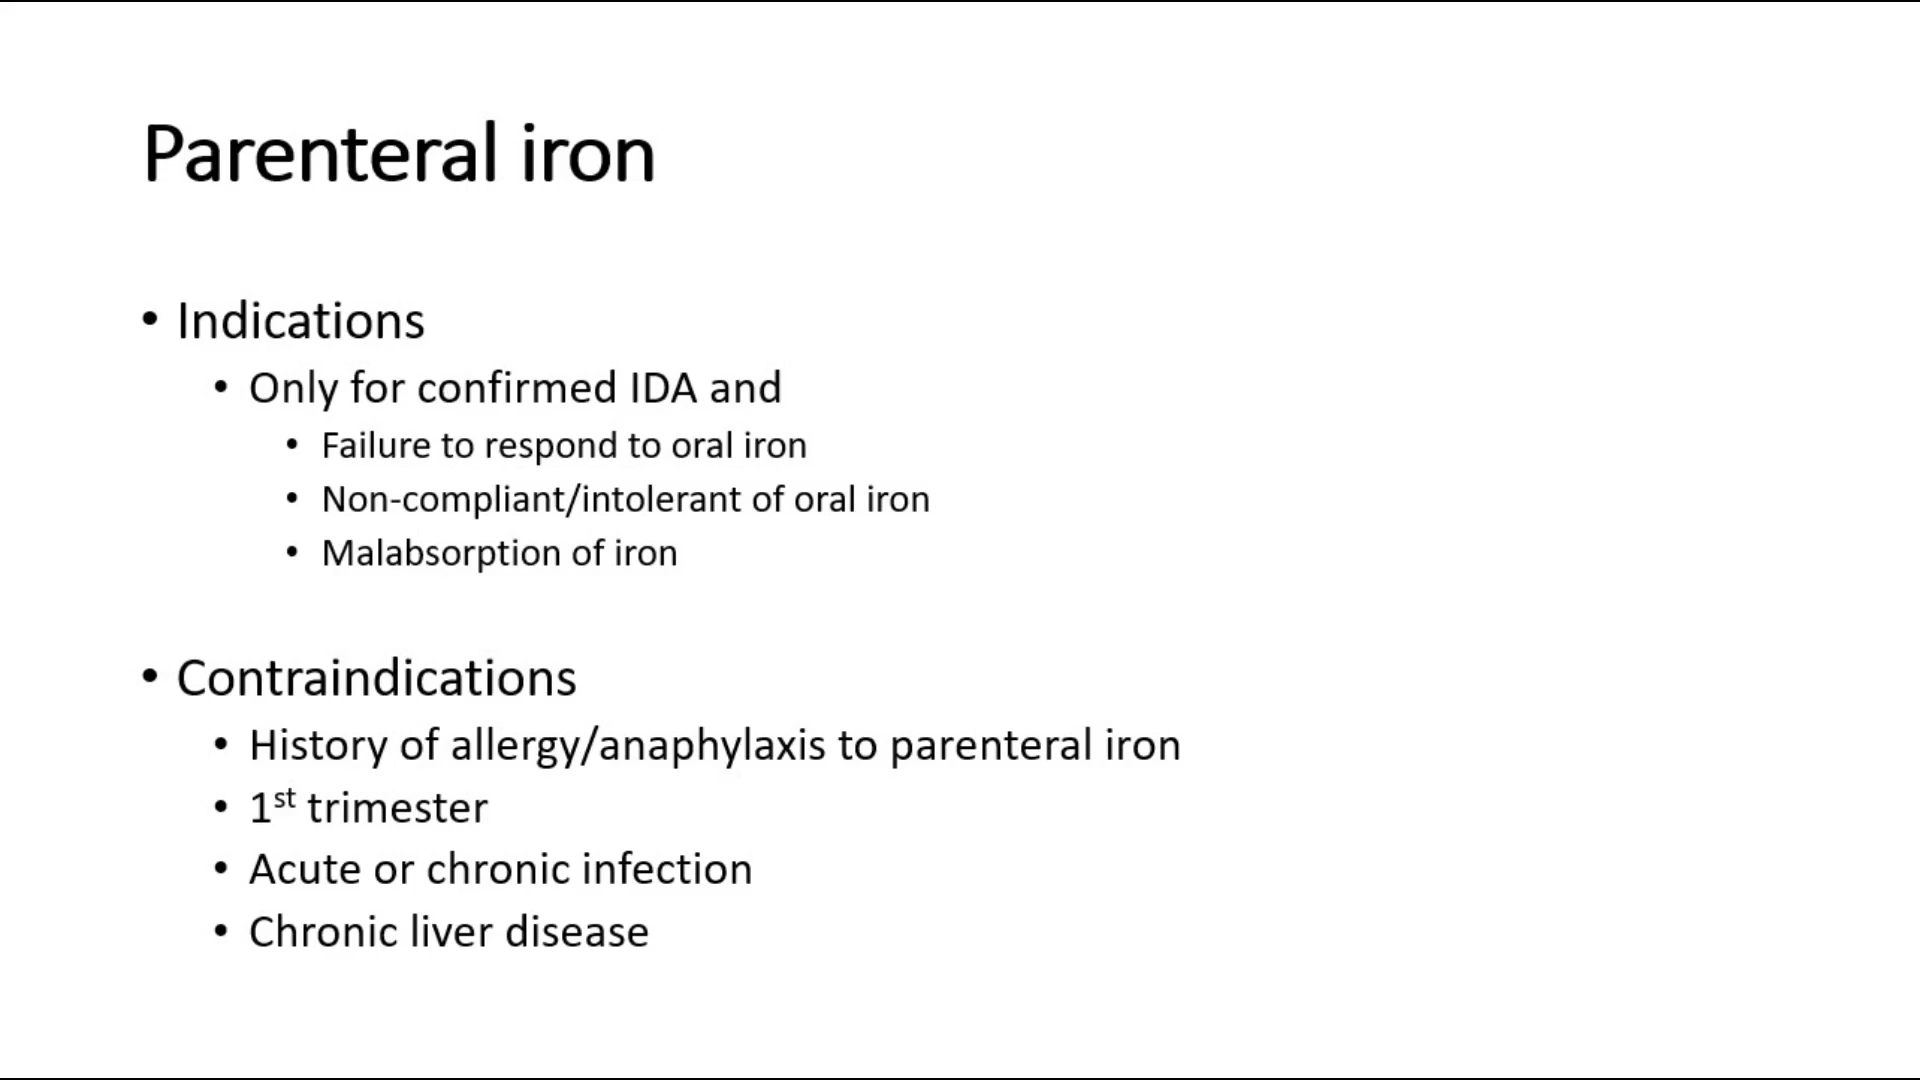 Parenteral iron
• Indications
• Only for confirmed IDA and
• Failure to respond to oral iron
• Non-compliant/intolerant of oral iron
• Malabsorption of iron
• Contraindications
• History of allergy/anaphylaxis to parenteral iron
• 1st trimester
• Acute or chronic infection
• Chronic liver disease